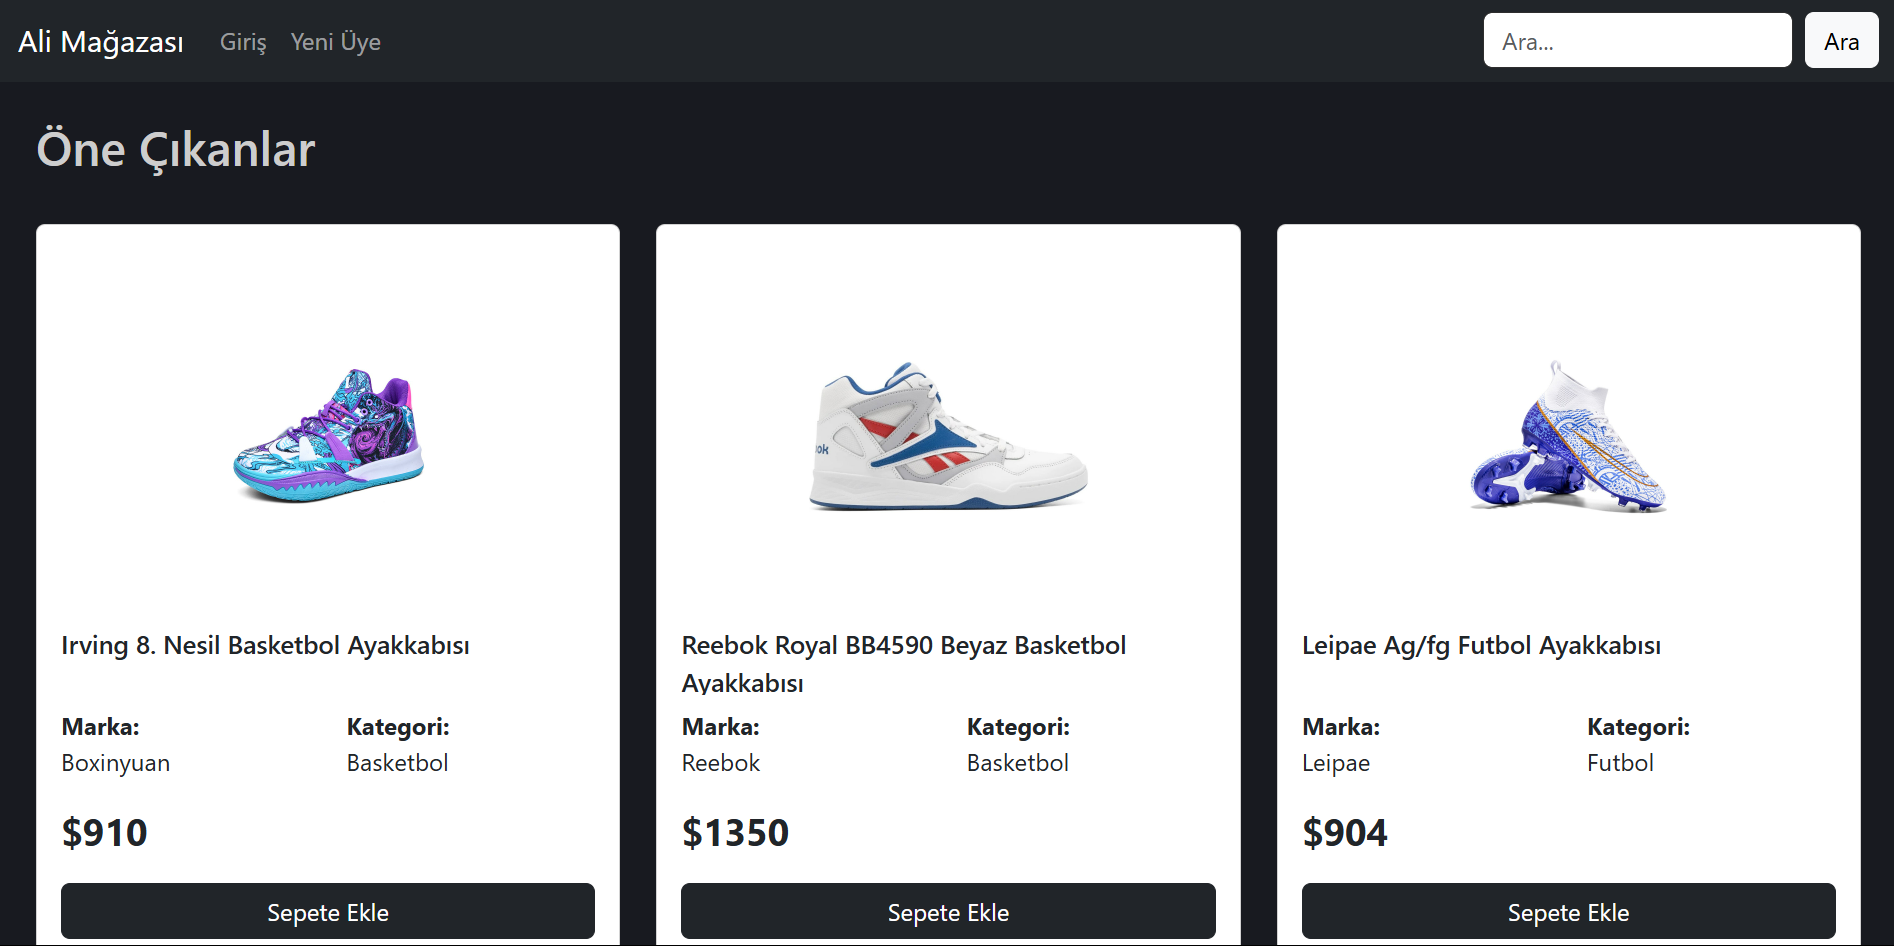 Ali Mağazası
Giriş
Yeni Üye
Ara...
Ara
Öne Çıkanlar
ok
Irving 8. Nesil Basketbol Ayakkabısı
Marka:
Kategori:
Boxinyuan
Basketbol
$910
Sepete Ekle
Reebok Royal BB4590 Beyaz Basketbol
Ayakkabısı
Marka:
Kategori:
Reebok
Basketbol
$1350
Sepete Ekle
Leipae Ag/fg Futbol Ayakkabısı
Marka:
Kategori:
Leipae
Futbol
$904
Sepete Ekle